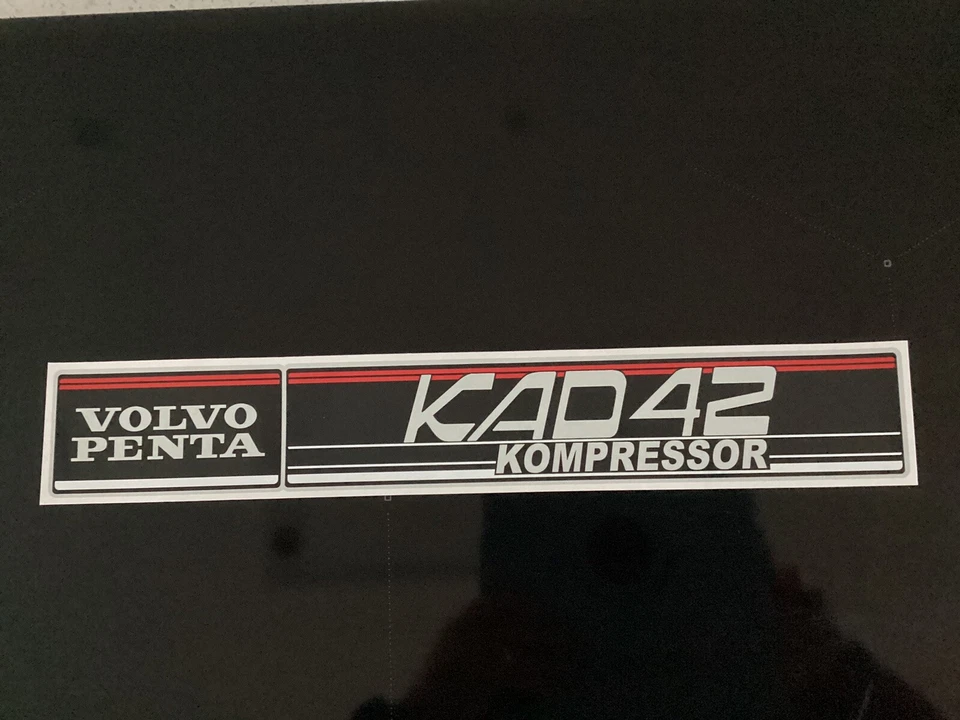 VOLVO
PENTA
KAD42
KOMPRESSOR